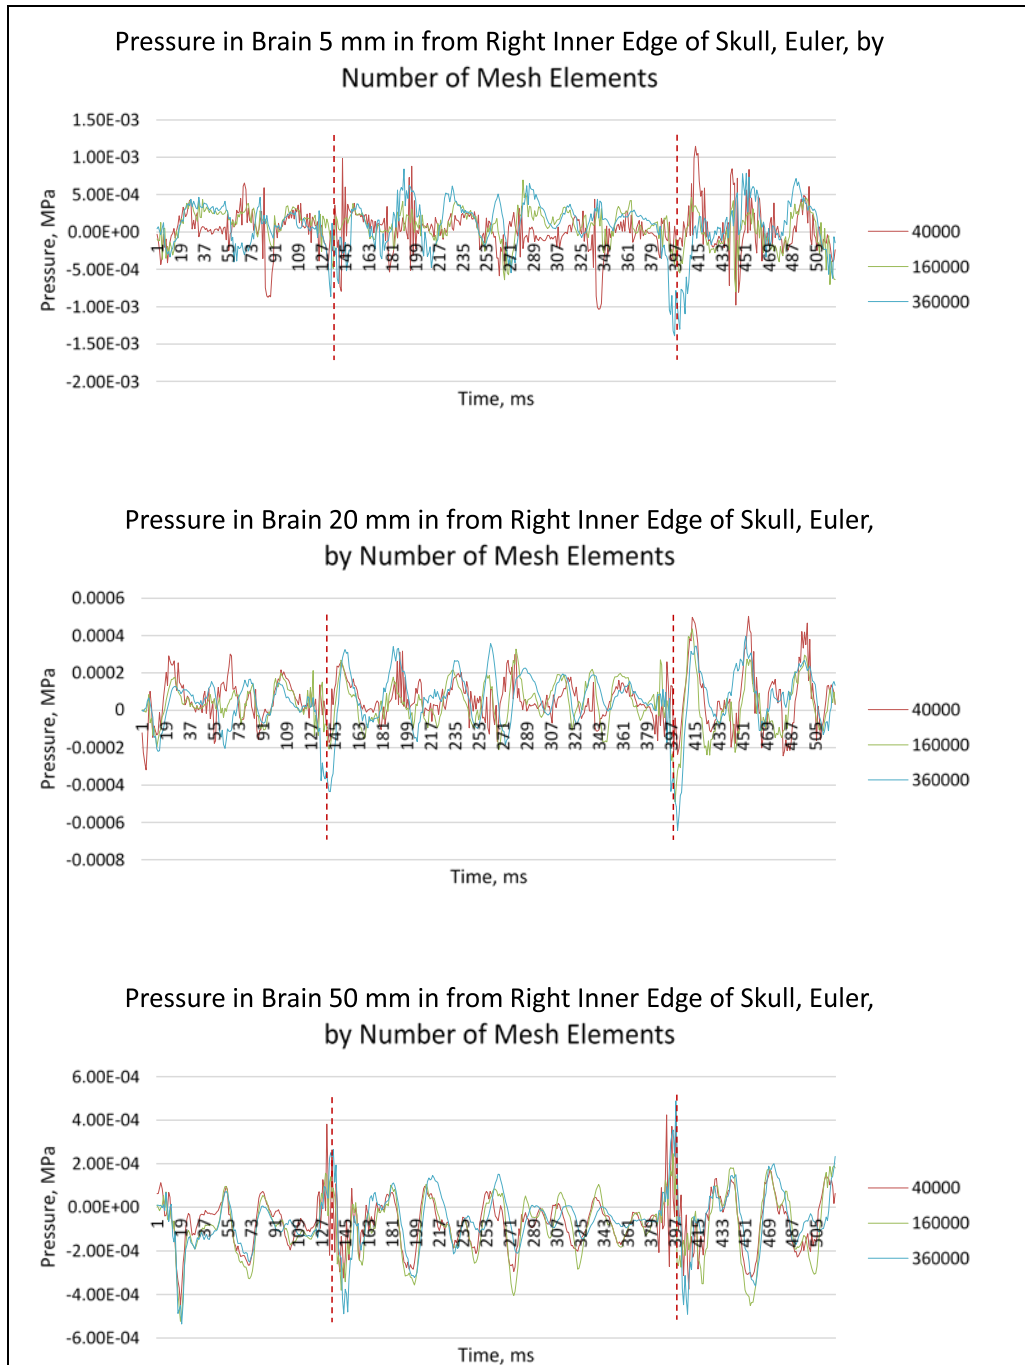 Pressure in Brain 5 mm in from Right Inner Edge of Skull, Euler, by
Number of Mesh Elements
1.50E-03
1.00E-03
5.00E-04
0.00E+00
-5.00E-04
-1.00E-03
-1.50E-03
-2.00E-03
Pressure, MPa
1 19 37 55 73 91 109 127 145 163 181 199 217 235 253 271 289 307 325 343 361 379 397 415 433 451 469 487 505
Time, ms
40000
160000
360000
Pressure in Brain 20 mm in from Right Inner Edge of Skull, Euler,
by Number of Mesh Elements
0.0006
0.0004
0.0002
0
-0.0002
-0.0004
-0.0006
-0.0008
Pressure, MPa
1 19 37 55 73 91 109 127 145 163 181 199 217 235 253 271 289 307 325 343 361 379 397 415 433 451 469 487 505
Time, ms
40000
160000
360000
Pressure in Brain 50 mm in from Right Inner Edge of Skull, Euler,
by Number of Mesh Elements
6.00E-04
4.00E-04
2.00E-04
0.00E+00
-2.00E-04
-4.00E-04
-6.00E-04
Pressure, MPa
1 19 37 55 73 91 109 127 145 163 181 199 217 235 253 271 289 307 325 343 361 379 397 415 433 451 469 487 505
Time, ms
40000
160000
360000